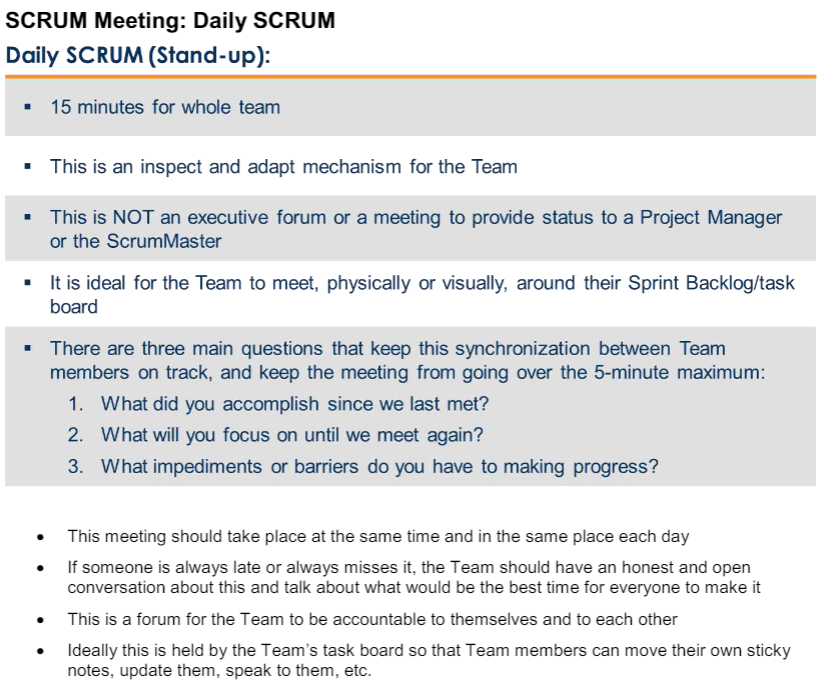 SCRUM Meeting: Daily SCRUM
Daily SCRUM (Stand-up):
▪ 15 minutes for whole team
▪ This is an inspect and adapt mechanism for the Team
▪ This is NOT an executive forum or a meeting to provide status to a Project Manager
or the ScrumMaster
▪ It is ideal for the Team to meet, physically or visually, around their Sprint Backlog/task
board
▪ There are three main questions that keep this synchronization between Team
members on track, and keep the meeting from going over the 5-minute maximum:
1. What did you accomplish since we last met?
2. What will you focus on until we meet again?
3. What impediments or barriers do you have to making progress?
• This meeting should take place at the same time and in the same place each day
• If someone is always late or always misses it, the Team should have an honest and open
conversation about this and talk about what would be the best time for everyone to make it
• This is a forum for the Team to be accountable to themselves and to each other
• Ideally this is held by the Team’s task board so that Team members can move their own sticky
notes, update them, speak to them, etc.